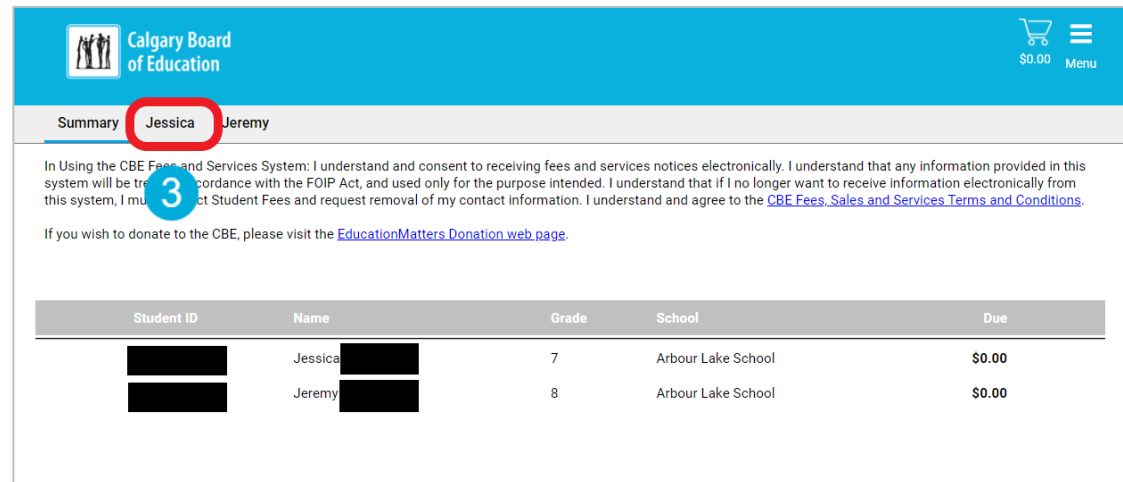 Calgary Board
of Education
$0.00 Menu
Summary Jessica Jeremy
In Using the CBE Fees and Services System: I understand and consent to receiving fees and services notices electronically. I understand that any information provided in this
system will be accordance with the FOIP Act, and used only for the purpose intended. I understand that if I no longer want to receive information electronically from
this system, I Student Fees and request removal of my contact information. I understand and agree to the CBE Fees, Sales and Services Terms and Conditions.
3
If you wish to donate to the CBE, please visit the EducationMatters Donation web page.
Student ID Name Grade School Due
Jessica 7 Arbour Lake School $0.00
Jeremy 8 Arbour Lake School $0.00